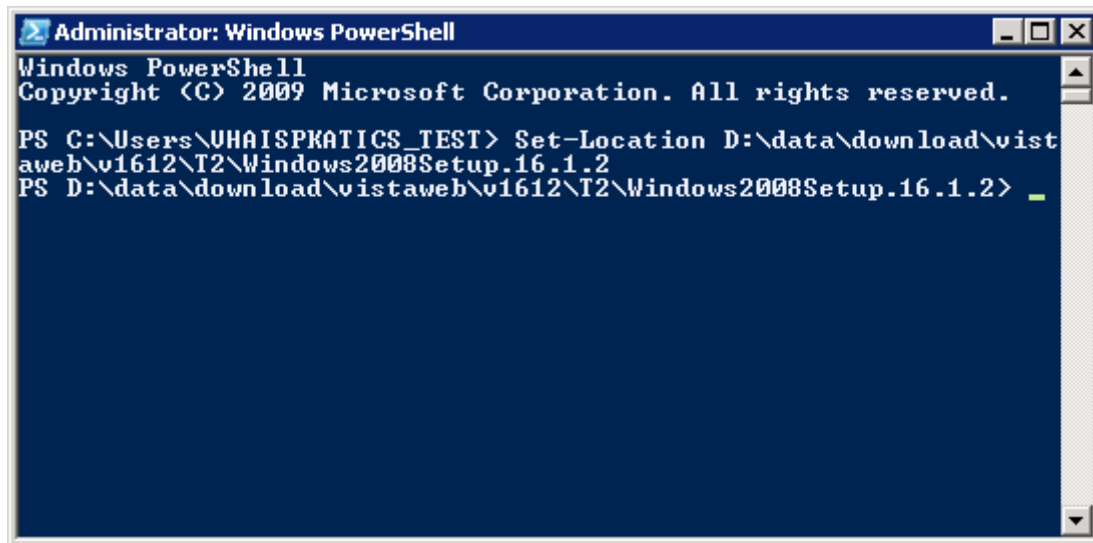 Administrator: Windows PowerShell
Windows PowerShell
Copyright (C) 2009 Microsoft Corporation. All rights reserved.
PS C:\Users\VHAISPKATICS_TEST> Set-Location D:\data\download\vist
aweb\v1612\T2\Windows2008Setup.16.1.2
PS D:\data\download\vistaweb\v1612\T2\Windows2008Setup.16.1.2> _